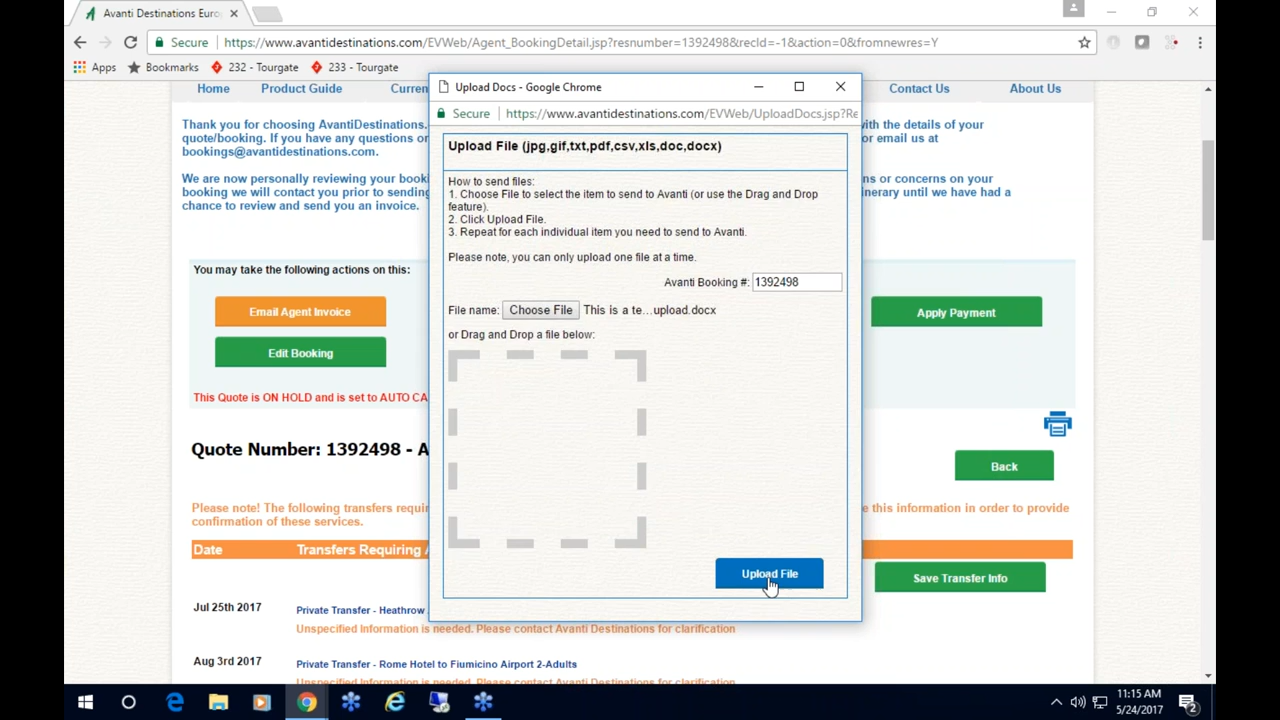 Avanti Destinations Euro
Secure https://www.avantidestinations.com/EVWeb/Agent_BookingDetail.jsp?resnumber=1392498&recId=-1&action=0&fromnewres=Y
Apps Bookmarks 232 - Tourgate 233 - Tourgate
Home Product Guide Curren Contact Us About Us
Thank you for choosing AvantiDestinations. with the details of your
quote/booking. If you have any questions or or email us at
bookings@avantidestinations.com.
We are now personally reviewing your book ns or concerns on your
booking we will contact you prior to sending inerary until we have had a
chance to review and send you an invoice.
You may take the following actions on this:
Email Agent Invoice Apply Payment
Edit Booking
This Quote is ON HOLD and is set to AUTO CA
Quote Number: 1392498 - A
Back
Please note! The following transfers requir e this information in order to provide
confirmation of these services.
Date Transfers Requiring
Save Transfer Info
Jul 25th 2017 Private Transfer - Heathrow
Unspecified Information is needed. Please contact Avanti Destinations for clarification
Aug 3rd 2017 Private Transfer - Rome Hotel to Fiumicino Airport 2-Adults
Unspecified Information is needed. Please contact Avanti Destinations for clarification
Upload Docs - Google Chrome
Secure https://www.avantidestinations.com/EVWeb/UploadDocs.jsp?Re
Upload File (jpg,gif,txt,pdf,csv,xls,doc,docx)
How to send files:
1. Choose File to select the item to send to Avanti (or use the Drag and Drop
feature).
2. Click Upload File.
3. Repeat for each individual item you need to send to Avanti.
Please note, you can only upload one file at a time.
Avanti Booking #: 1392498
File name: Choose File This is a te...upload.docx
or Drag and Drop a file below:
Upload File
11:15 AM
5/24/2017
2